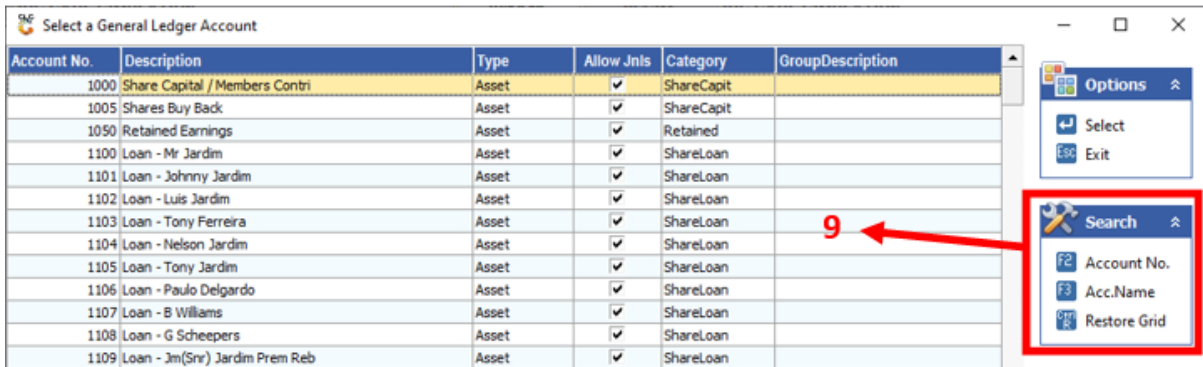 Select a General Ledger Account
Account No. Description Type Allow Jnls Category GroupDescription
1000 Share Capital / Members Contri Asset ShareCapit
1005 Shares Buy Back Asset ShareCapit
1050 Retained Earnings Asset Retained
1100 Loan - Mr Jardim Asset ShareLoan
1101 Loan - Johnny Jardim Asset ShareLoan
1102 Loan - Luis Jardim Asset ShareLoan
1103 Loan - Tony Ferreira Asset ShareLoan
1104 Loan - Nelson Jardim Asset ShareLoan
1105 Loan - Tony Jardim Asset ShareLoan
1106 Loan - Paulo Delgardo Asset ShareLoan
1107 Loan - B Williams Asset ShareLoan
1108 Loan - G Scheepers Asset ShareLoan
1109 Loan - Jm(Snr) Jardim Prem Reb Asset ShareLoan
9
Options
Select
Esc Exit
Search
F2 Account No.
F3 Acc.Name
Ctrl R Restore Grid